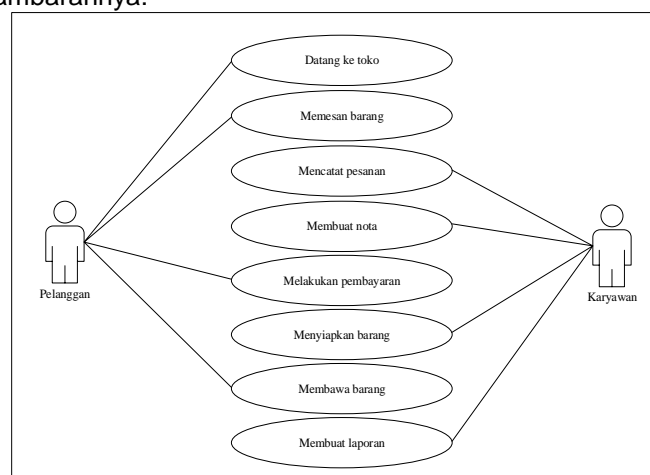 ambarannya.
Datang ke toko
Memesan barang
Mencatat pesanan
Membuat nota
Melakukan pembayaran
Menyiapkan barang
Membawa barang
Membuat laporan
Pelanggan
Karyawan